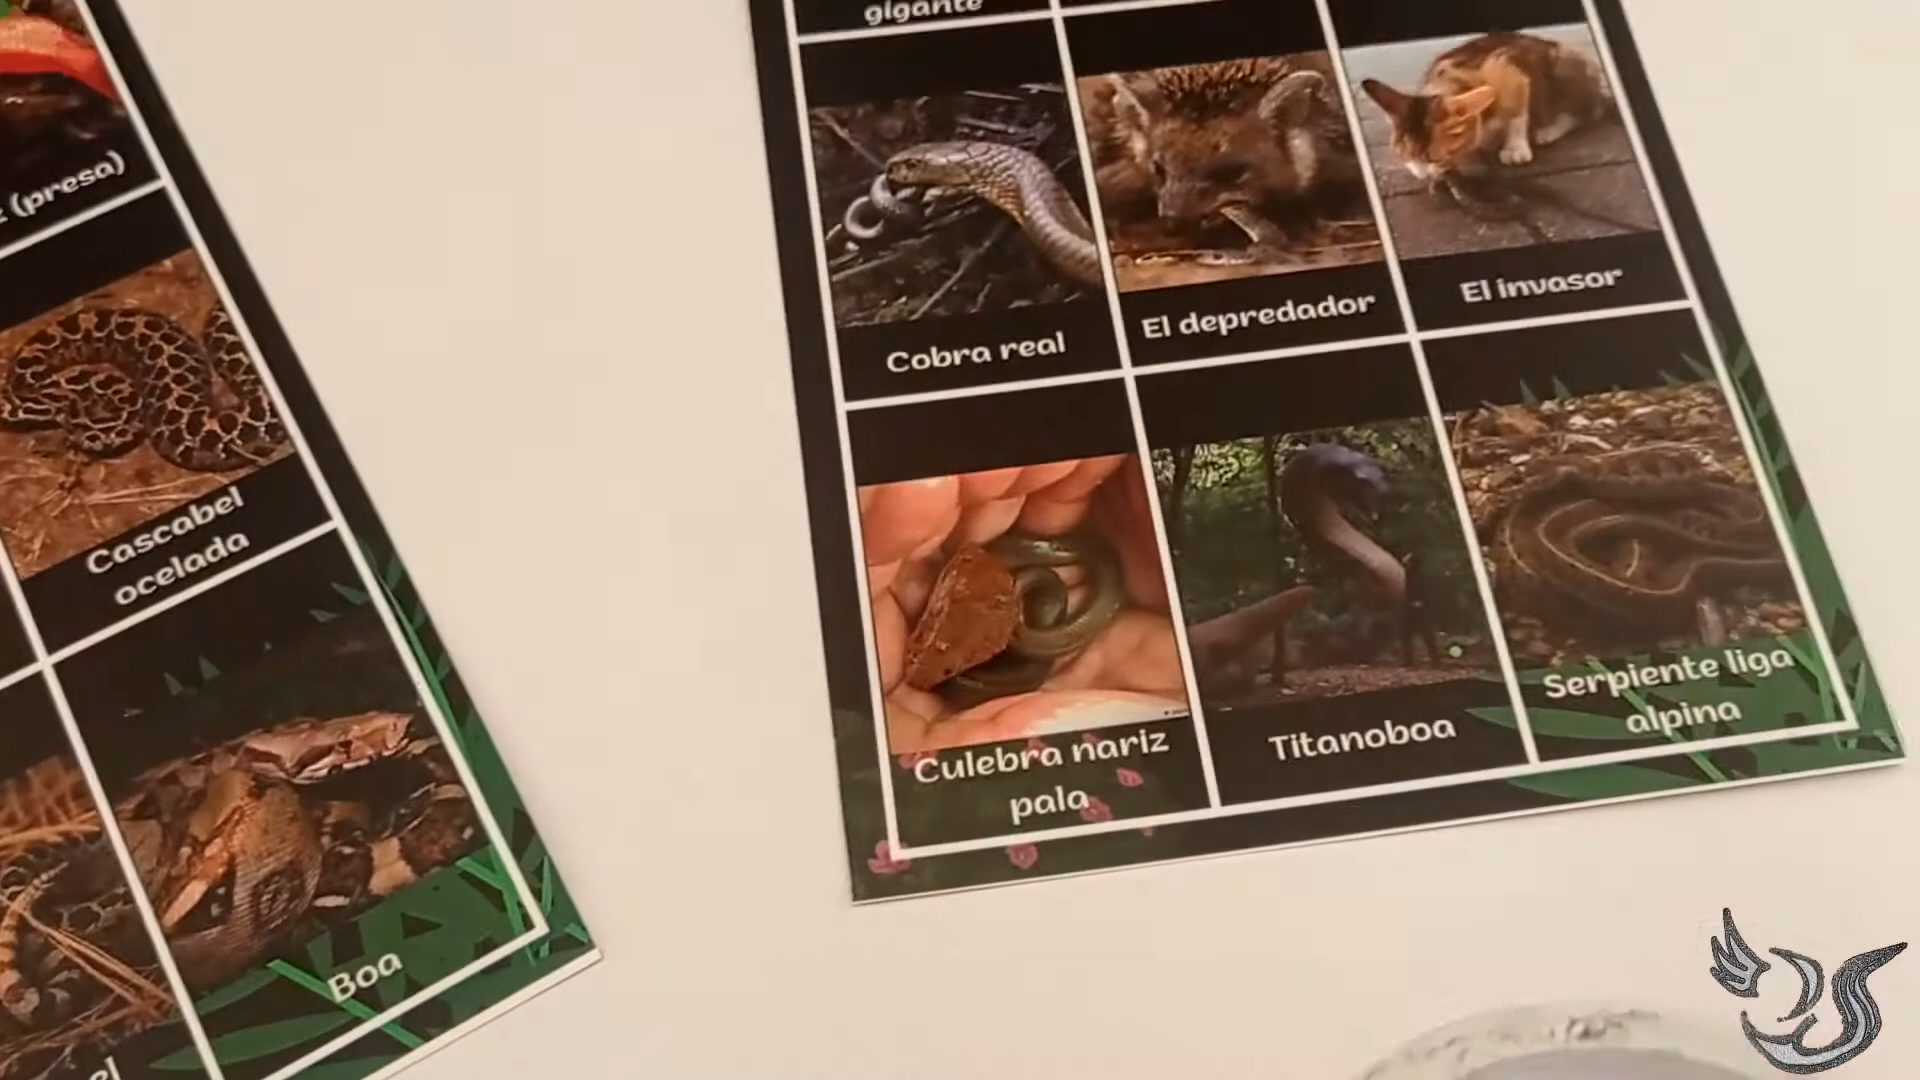 (presa)
Cascabel
ocelada
Boa
gigante
Cobra real
El depredador
El invasor
Culebra nariz
pala
Titanoboa
Serpiente liga
alpina